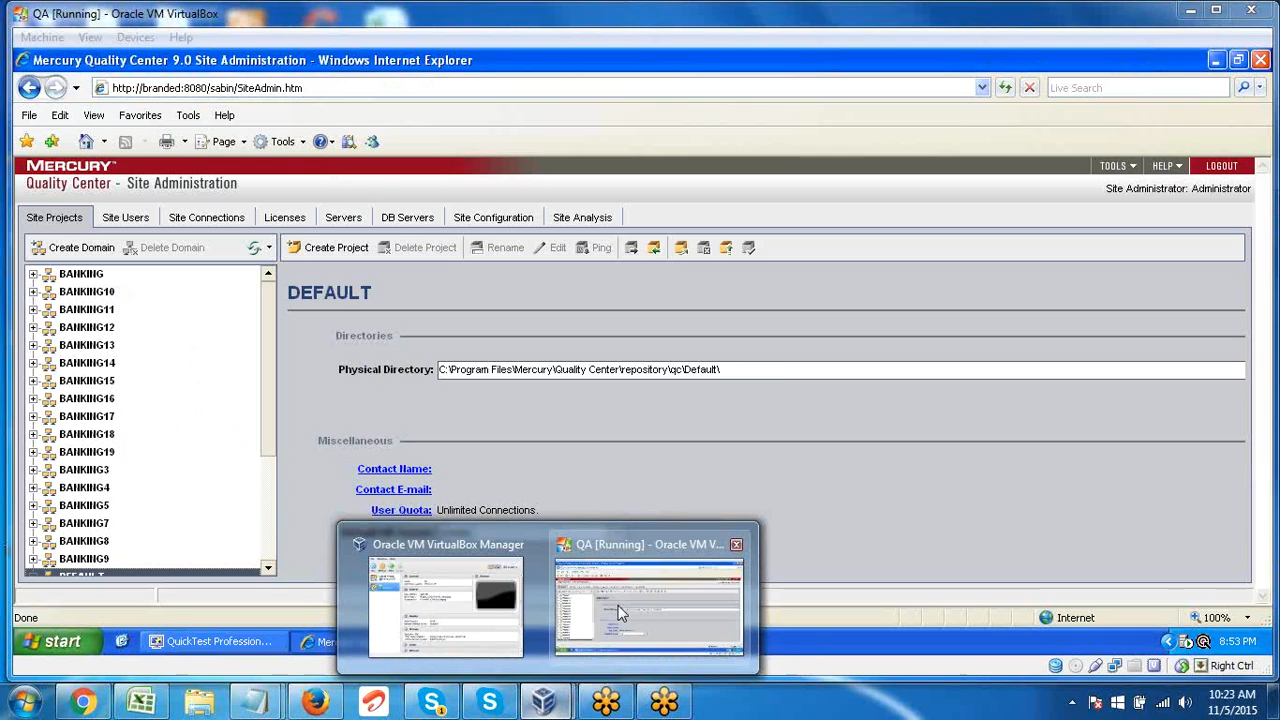 QA [Running] - Oracle VM VirtualBox
Machine View Devices Help
Mercury Quality Center 9.0 Site Administration - Windows Internet Explorer
http://branded:8080/sabin/SiteAdmin.htm
Live Search
File Edit View Favorites Tools Help
Page Tools
MERCURY™
TOOLS HELP LOGOUT
Quality Center - Site Administration
Site Administrator: Administrator
Site Projects Site Users Site Connections Licenses Servers DB Servers Site Configuration Site Analysis
Create Domain Delete Domain Create Project Delete Project Rename Edit Ping
BANKING
BANKING10
BANKING11
BANKING12
BANKING13
BANKING14
BANKING15
BANKING16
BANKING17
BANKING18
BANKING19
BANKING3
BANKING4
BANKING5
BANKING7
BANKING8
BANKING9
DEFAULT
DEFAULT
Directories
Physical Directory: C:\Program Files\Mercury\Quality Center\repository\qc\Default\
Miscellaneous
Contact Name:
Contact E-mail:
User Quota: Unlimited Connections.
Oracle VM VirtualBox Manager
QA [Running] - Oracle VM V...
Done
Internet 100%
start
QuickTest Profession...
Me
8:53 PM
Right Ctrl
10:23 AM
11/5/2015